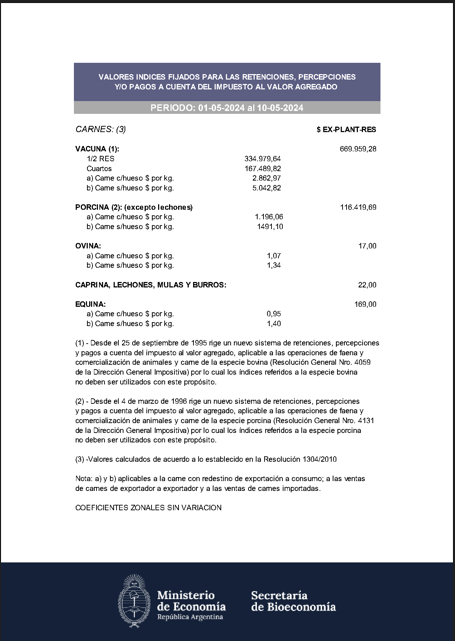 VALORES INDICES FIJADOS PARA LAS RETENCIONES, PERCEPCIONES
Y/O PAGOS A CUENTA DEL IMPUESTO AL VALOR AGREGADO
PERIODO: 01-05-2024 al 10-05-2024
CARNES: (3) $ EX-PLANT-RES
VACUNA (1): 669.959,28
1/2 RES 334.979,64
Cuartos 167.489,82
a) Carne c/hueso $ por kg. 2.862,97
b) Carne s/hueso $ por kg. 5.042,82
PORCINA (2): (excepto lechones) 116.419,69
a) Carne c/hueso $ por kg. 1.196,06
b) Carne s/hueso $ por kg. 1491,10
OVINA: 17,00
a) Carne c/hueso $ por kg. 1,07
b) Carne s/hueso $ por kg. 1,34
CAPRINA, LECHONES, MULAS Y BURROS: 22,00
EQUINA: 169,00
a) Carne c/hueso $ por kg. 0,95
b) Carne s/hueso $ por kg. 1,40
(1) - Desde el 25 de septiembre de 1995 rige un nuevo sistema de retenciones, percepciones
y pagos a cuenta del impuesto al valor agregado, aplicable a las operaciones de faena y
comercialización de animales y carne de la especie bovina (Resolución General Nro. 4059
de la Dirección General Impositiva) por lo cual los índices referidos a la especie bovina
no deben ser utilizados con este propósito.
(2) - Desde el 4 de marzo de 1996 rige un nuevo sistema de retenciones, percepciones
y pagos a cuenta del impuesto al valor agregado, aplicable a las operaciones de faena y
comercialización de animales y carne de la especie porcina (Resolución General Nro. 4131
de la Dirección General Impositiva) por lo cual los índices referidos a la especie porcina
no deben ser utilizados con este propósito.
(3) -Valores calculados de acuerdo a lo establecido en la Resolución 1304/2010
Nota: a) y b) aplicables a la carne con redestino de exportación a consumo; a las ventas
de carnes de exportador a exportador y a las ventas de carnes importadas.
COEFICIENTES ZONALES SIN VARIACION
Ministerio
de Economía
República Argentina
Secretaría
de Bioeconomía